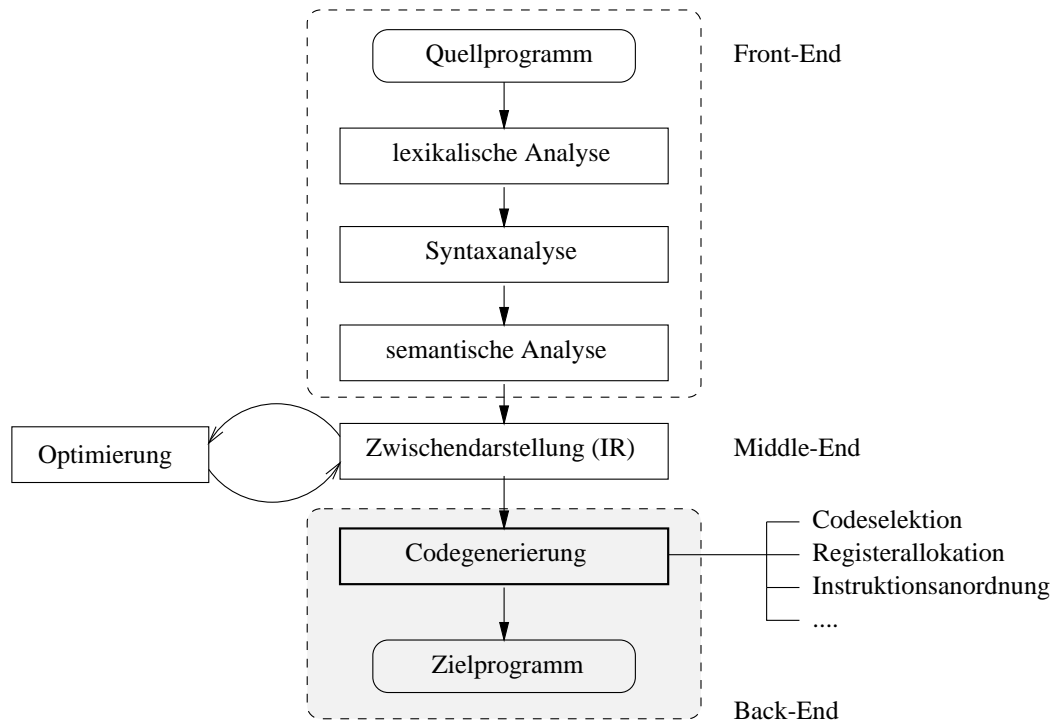 Quellprogramm
Front-End
lexikalische Analyse
Syntaxanalyse
semantische Analyse
Optimierung
Zwischendarstellung (IR)
Middle-End
Codegenerierung
Codeselektion
Registerallokation
Instruktionsanordnung
....
Zielprogramm
Back-End